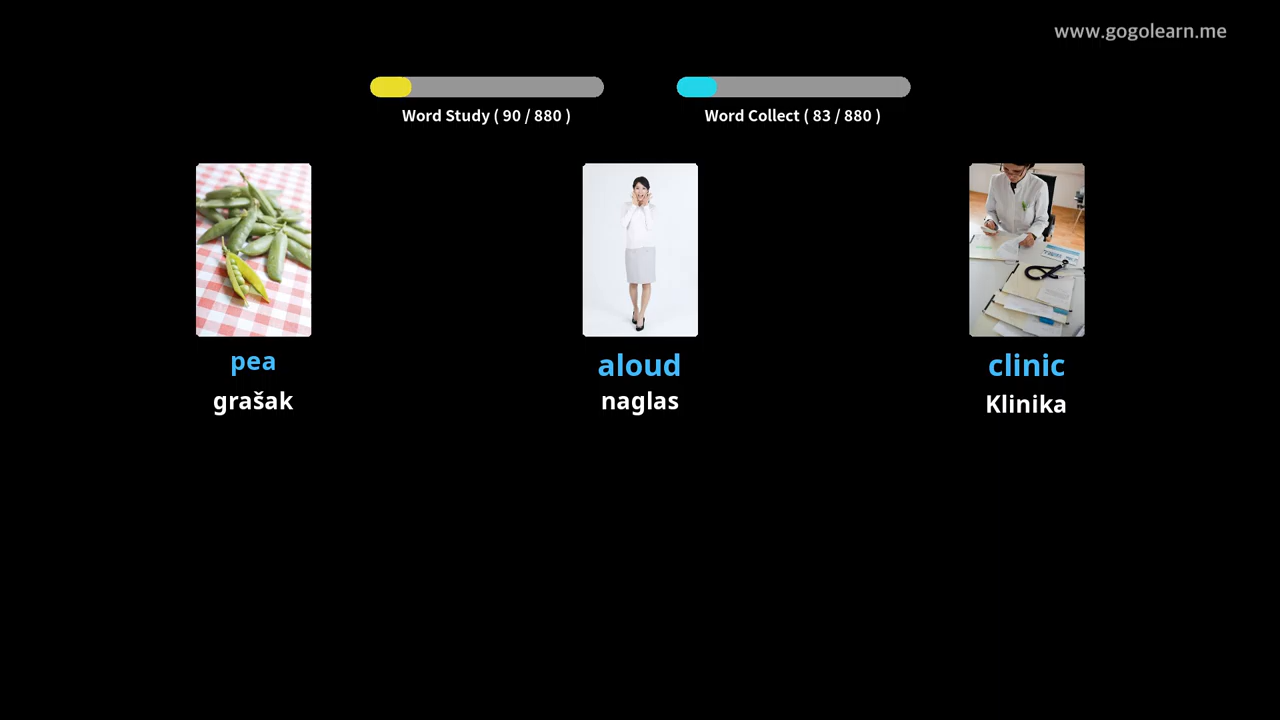 www.gogolearn.me
Word Study ( 90 / 880 )
Word Collect ( 83 / 880 )
pea
grašak
aloud
naglas
clinic
Klinika